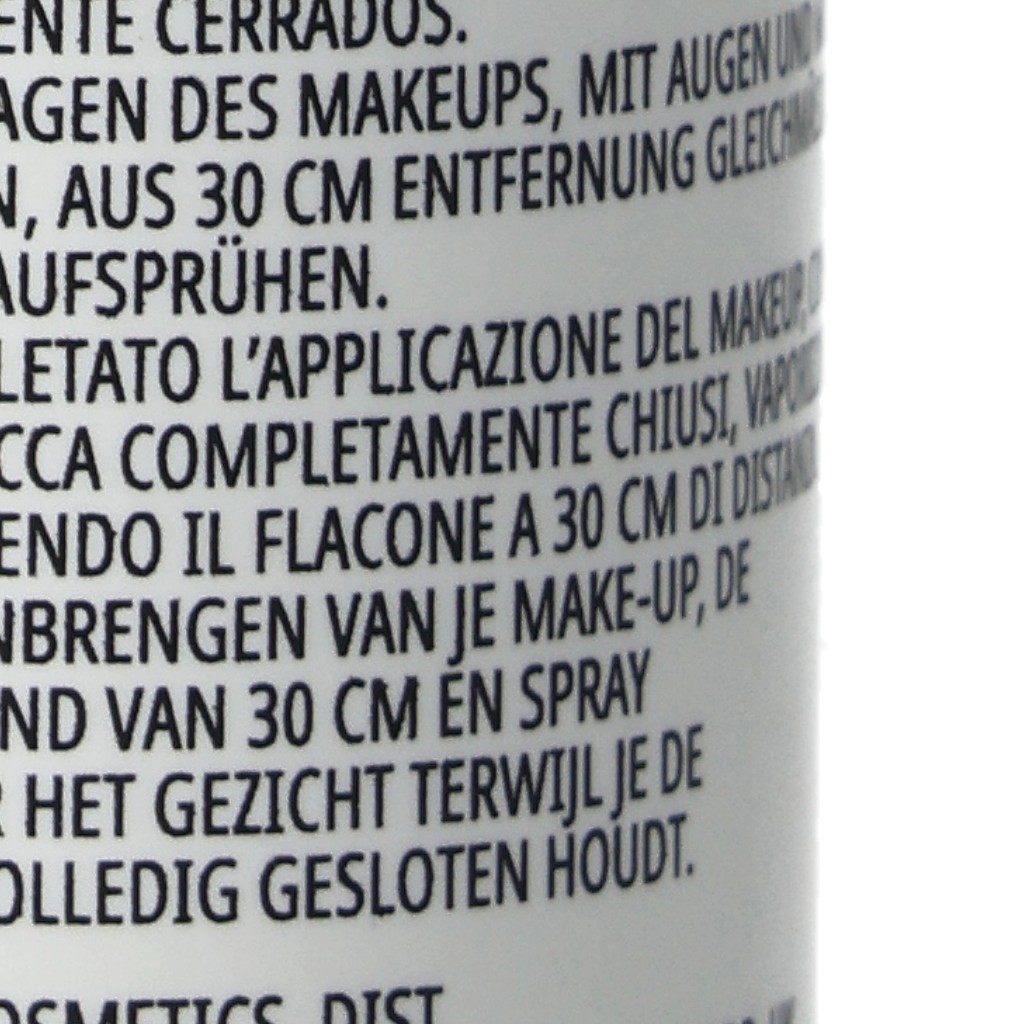 ENTE CERRADOS.
AGEN DES MAKEUPS, MIT AUGEN UND
N, AUS 30 CM ENTFERNUNG
AUFSPRÜHEN.
LETATO L'APPLICAZIONE DEL MAKEUP,
CCA COMPLETAMENTE CHIUSI,
ENDO IL FLACONE A 30 CM DI
NBRENGEN VAN JE MAKE-UP, DE
ND VAN 30 CM EN SPRAY
R HET GEZICHT TERWIJL JE DE
OLLEDIG GESLOTEN HOUDT.
OSMETICS, DIST